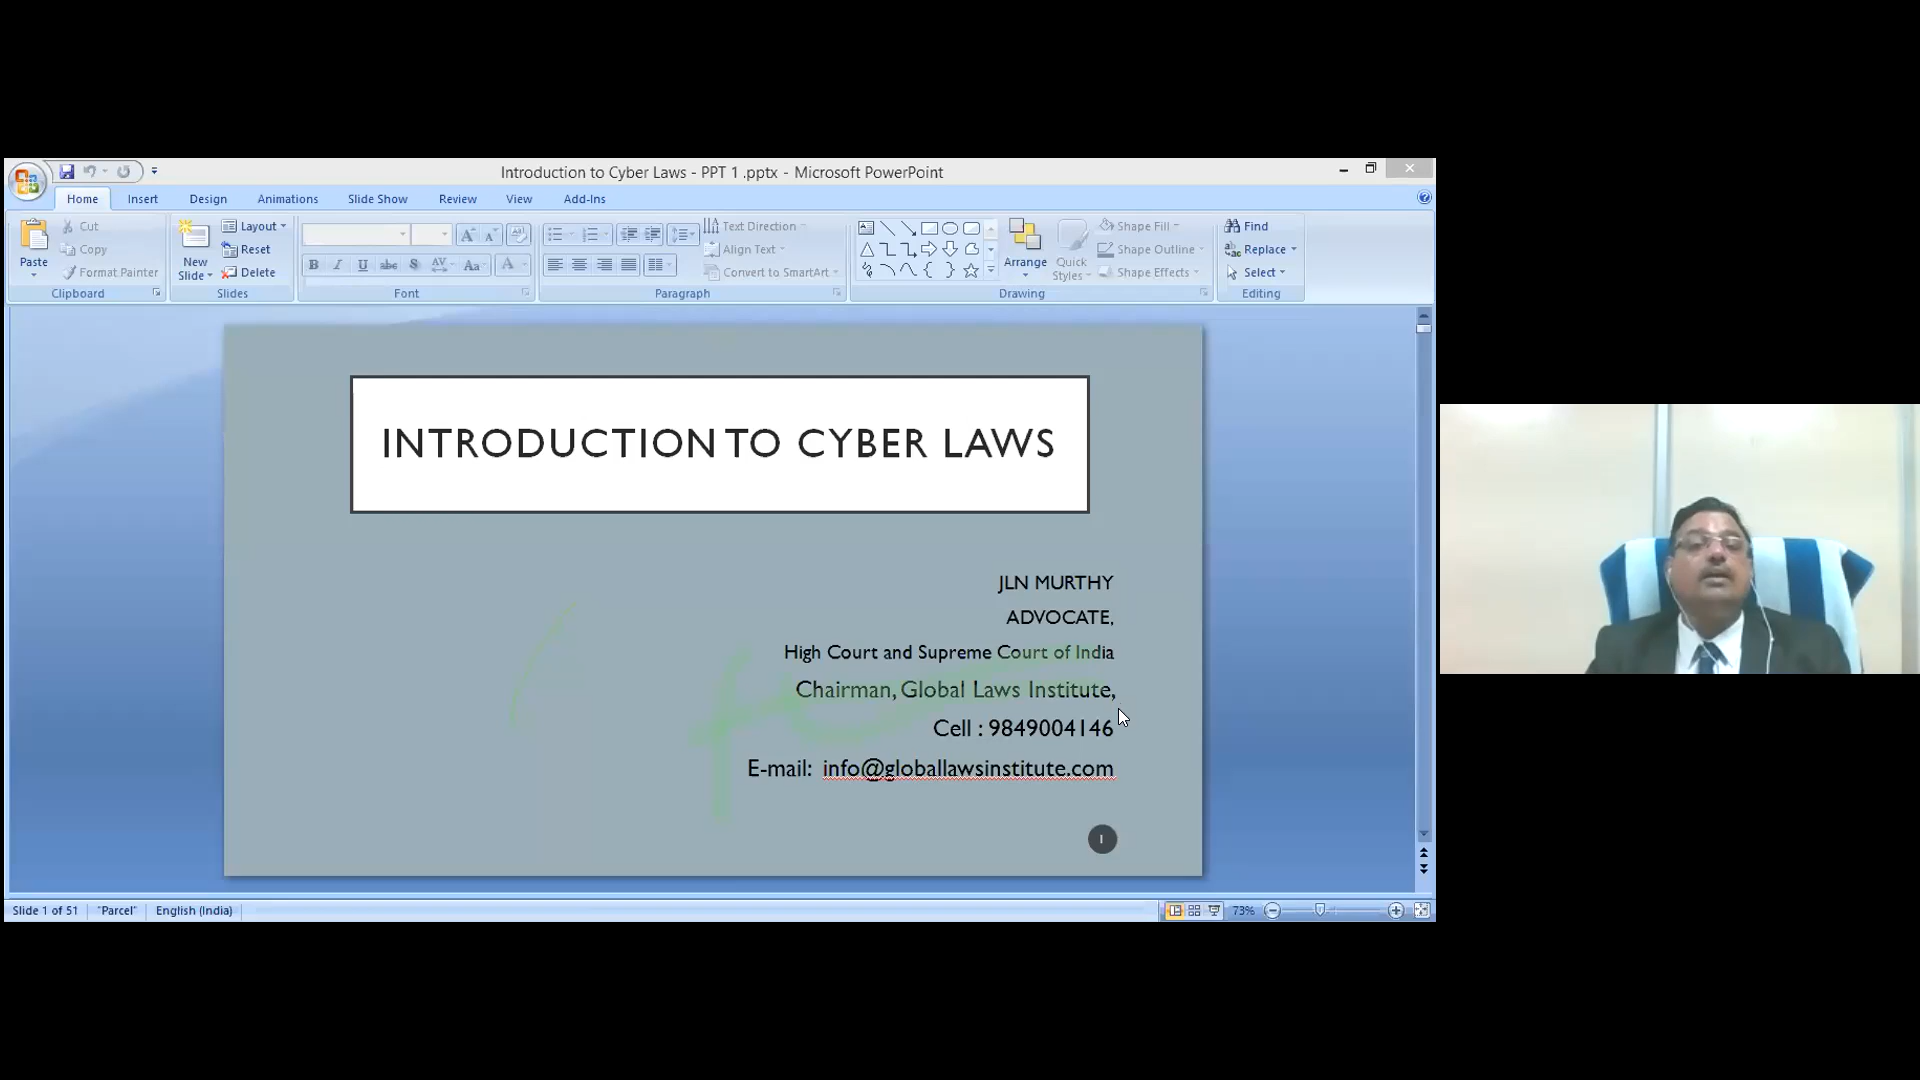 Introduction to Cyber Laws - PPT 1 .pptx - Microsoft PowerPoint
Home Insert Design Animations Slide Show Review View Add-Ins
Cut Layout Text Direction Shape Fill Find
Copy Reset Align Text Shape Outline Replace
Paste Format Painter New Slide Delete B I U abc S AV Aa A Convert to SmartArt Arrange Quick Styles Shape Effects Select
Clipboard Slides Font Paragraph Drawing Editing
INTRODUCTION TO CYBER LAWS
JLN MURTHY
ADVOCATE,
High Court and Supreme Court of India
Chairman, Global Laws Institute,
Cell : 9849004146
E-mail: info@globallawsinstitute.com
1
Slide 1 of 51 "Parcel" English (India) 73%